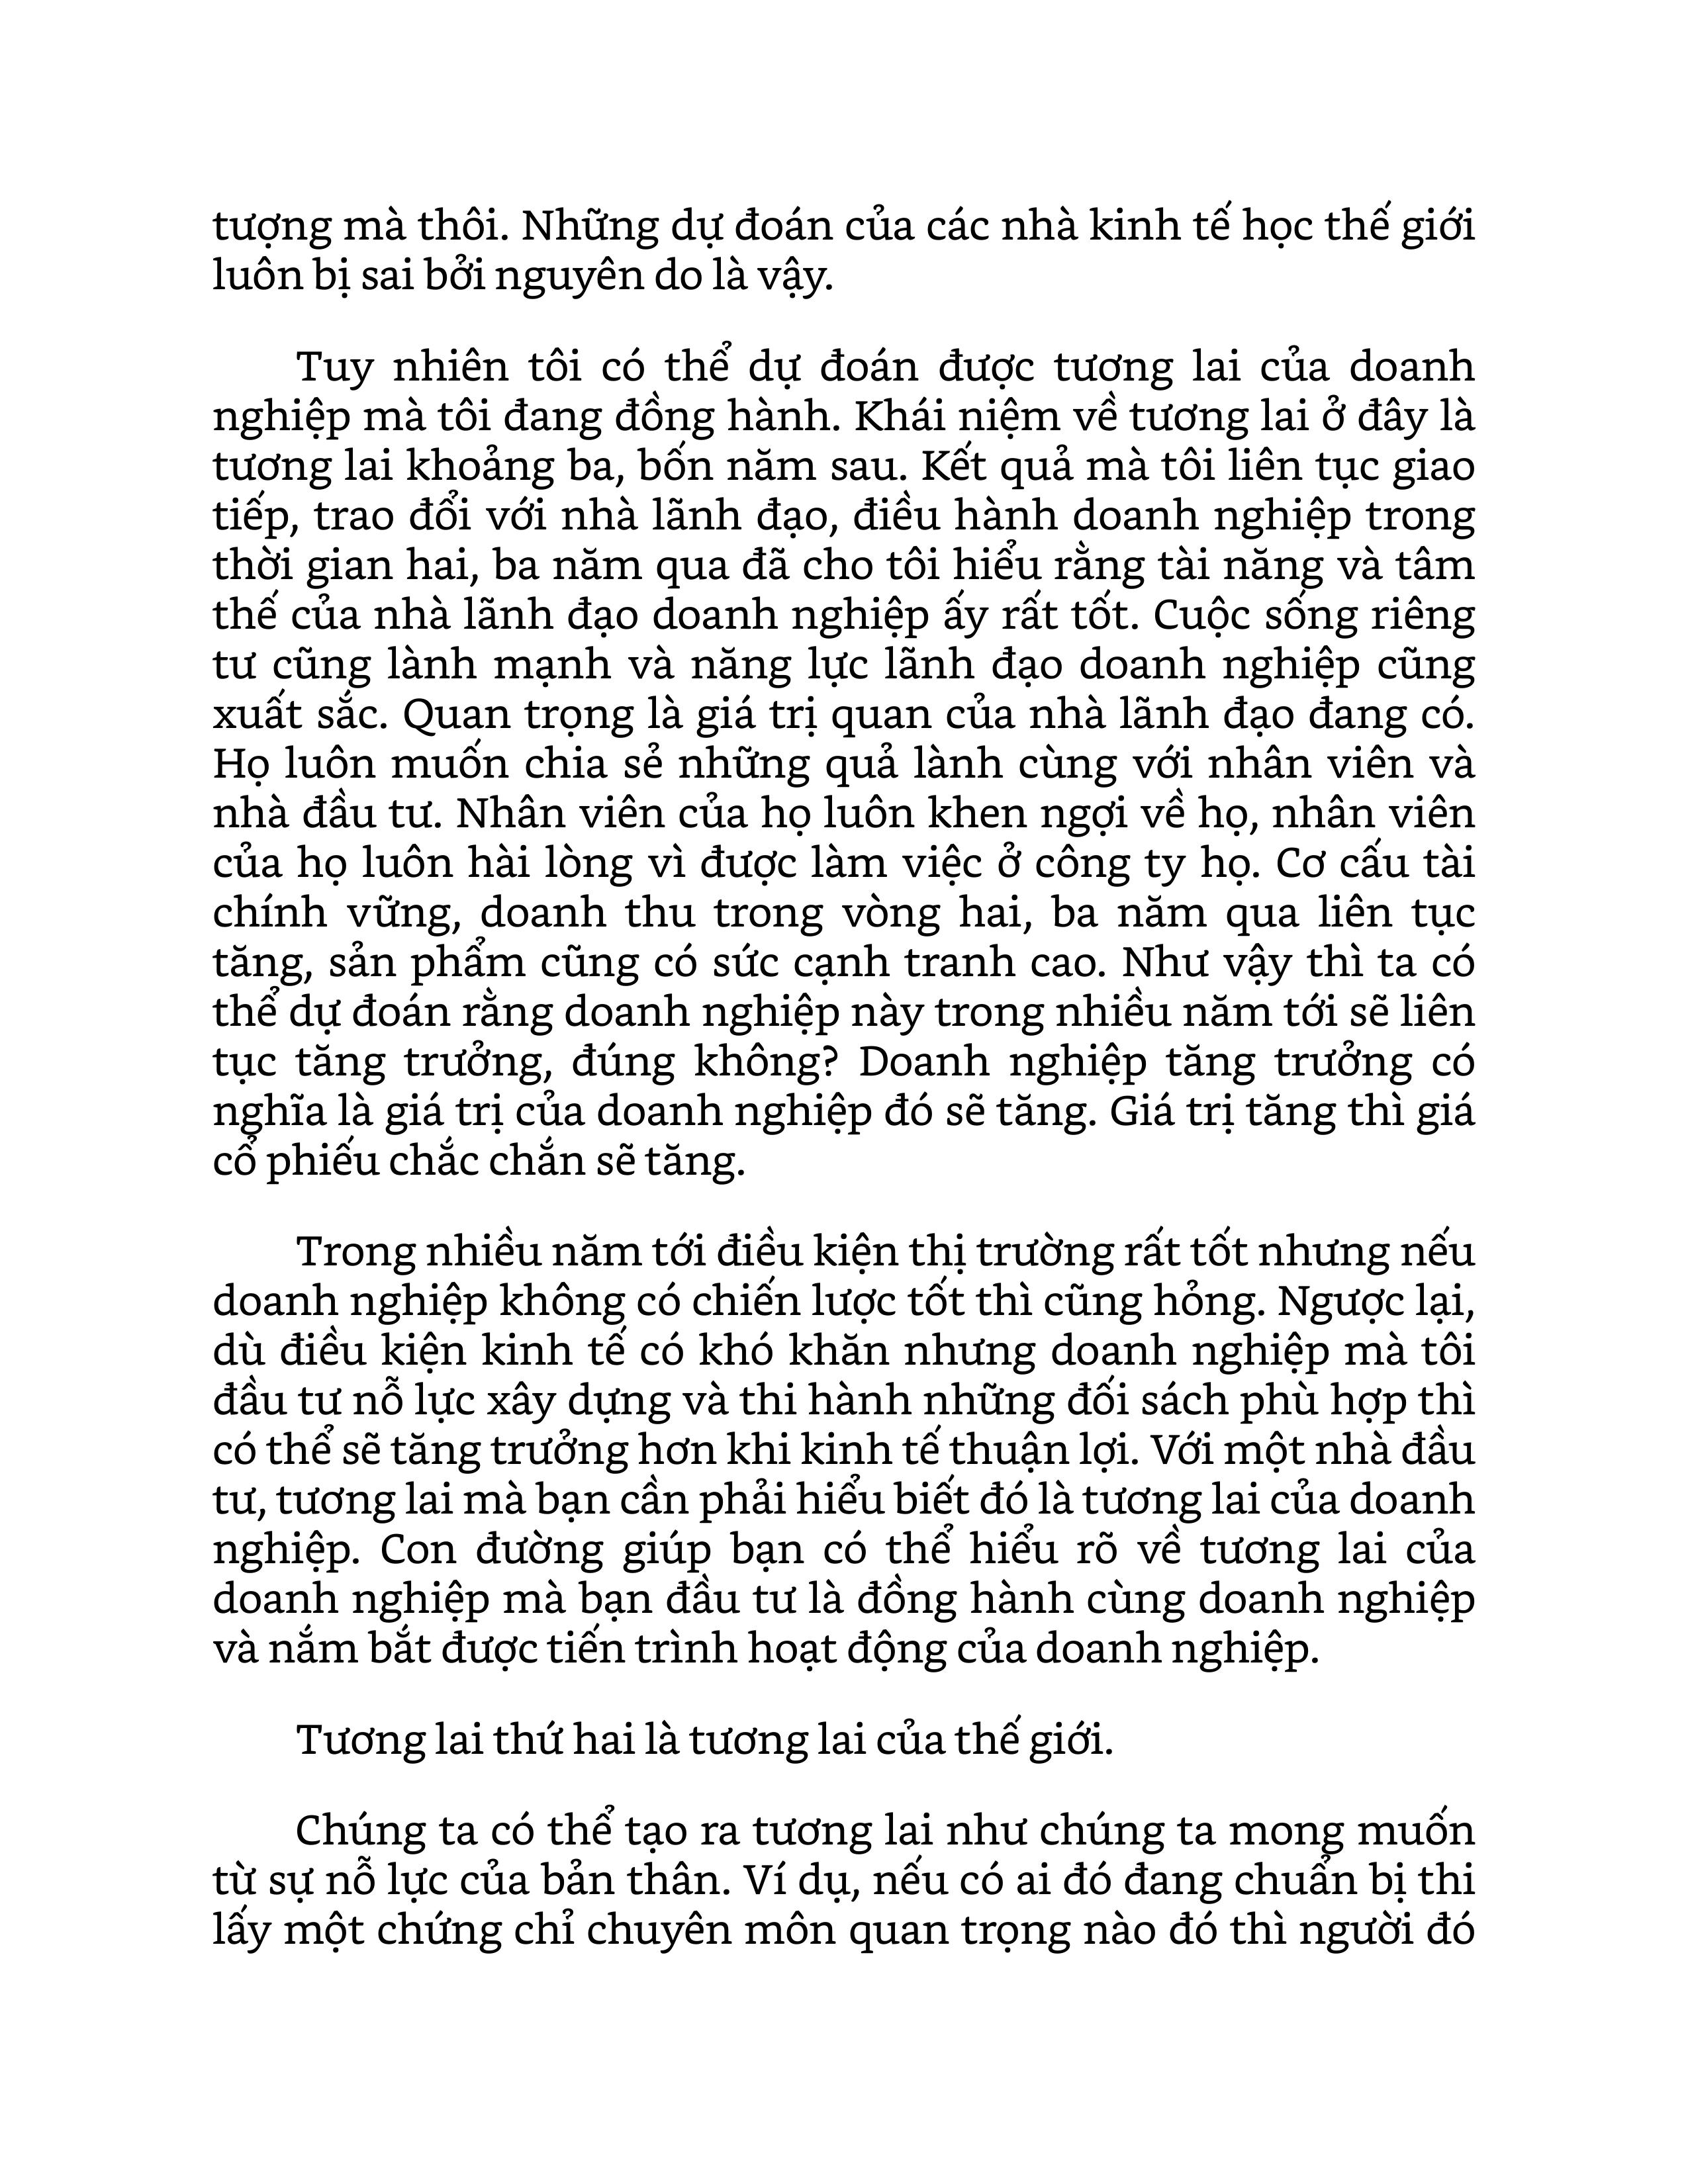 tượng mà thôi. Những dự đoán của các nhà kinh tế học thế giới
luôn bị sai bởi nguyên do là vậy.
Tuy nhiên tôi có thể dự đoán được tương lai của doanh
nghiệp mà tôi đang đồng hành. Khái niệm về tương lai ở đây là
tương lai khoảng ba, bốn năm sau. Kết quả mà tôi liên tục giao
tiếp, trao đổi với nhà lãnh đạo, điều hành doanh nghiệp trong
thời gian hai, ba năm qua đã cho tôi hiểu rằng tài năng và tâm
thế của nhà lãnh đạo doanh nghiệp ấy rất tốt. Cuộc sống riêng
tư cũng lành mạnh và năng lực lãnh đạo doanh nghiệp cũng
xuất sắc. Quan trọng là giá trị quan của nhà lãnh đạo đang có.
Họ luôn muốn chia sẻ những quả lành cùng với nhân viên và
nhà đầu tư. Nhân viên của họ luôn khen ngợi về họ, nhân viên
của họ luôn hài lòng vì được làm việc ở công ty họ. Cơ cấu tài
chính vững, doanh thu trong vòng hai, ba năm qua liên tục
tăng, sản phẩm cũng có sức cạnh tranh cao. Như vậy thì ta có
thể dự đoán rằng doanh nghiệp này trong nhiều năm tới sẽ liên
tục tăng trưởng, đúng không? Doanh nghiệp tăng trưởng có
nghĩa là giá trị của doanh nghiệp đó sẽ tăng. Giá trị tăng thì giá
cổ phiếu chắc chắn sẽ tăng.
Trong nhiều năm tới điều kiện thị trường rất tốt nhưng nếu
doanh nghiệp không có chiến lược tốt thì cũng hỏng. Ngược lại,
dù điều kiện kinh tế có khó khăn nhưng doanh nghiệp mà tôi
đầu tư nỗ lực xây dựng và thi hành những đối sách phù hợp thì
có thể sẽ tăng trưởng hơn khi kinh tế thuận lợi. Với một nhà đầu
tư, tương lai mà bạn cần phải hiểu biết đó là tương lai của doanh
nghiệp. Con đường giúp bạn có thể hiểu rõ về tương lai của
doanh nghiệp mà bạn đầu tư là đồng hành cùng doanh nghiệp
và nắm bắt được tiến trình hoạt động của doanh nghiệp.
Tương lai thứ hai là tương lai của thế giới.
Chúng ta có thể tạo ra tương lai như chúng ta mong muốn
từ sự nỗ lực của bản thân. Ví dụ, nếu có ai đó đang chuẩn bị thi
lấy một chứng chỉ chuyên môn quan trọng nào đó thì người đó